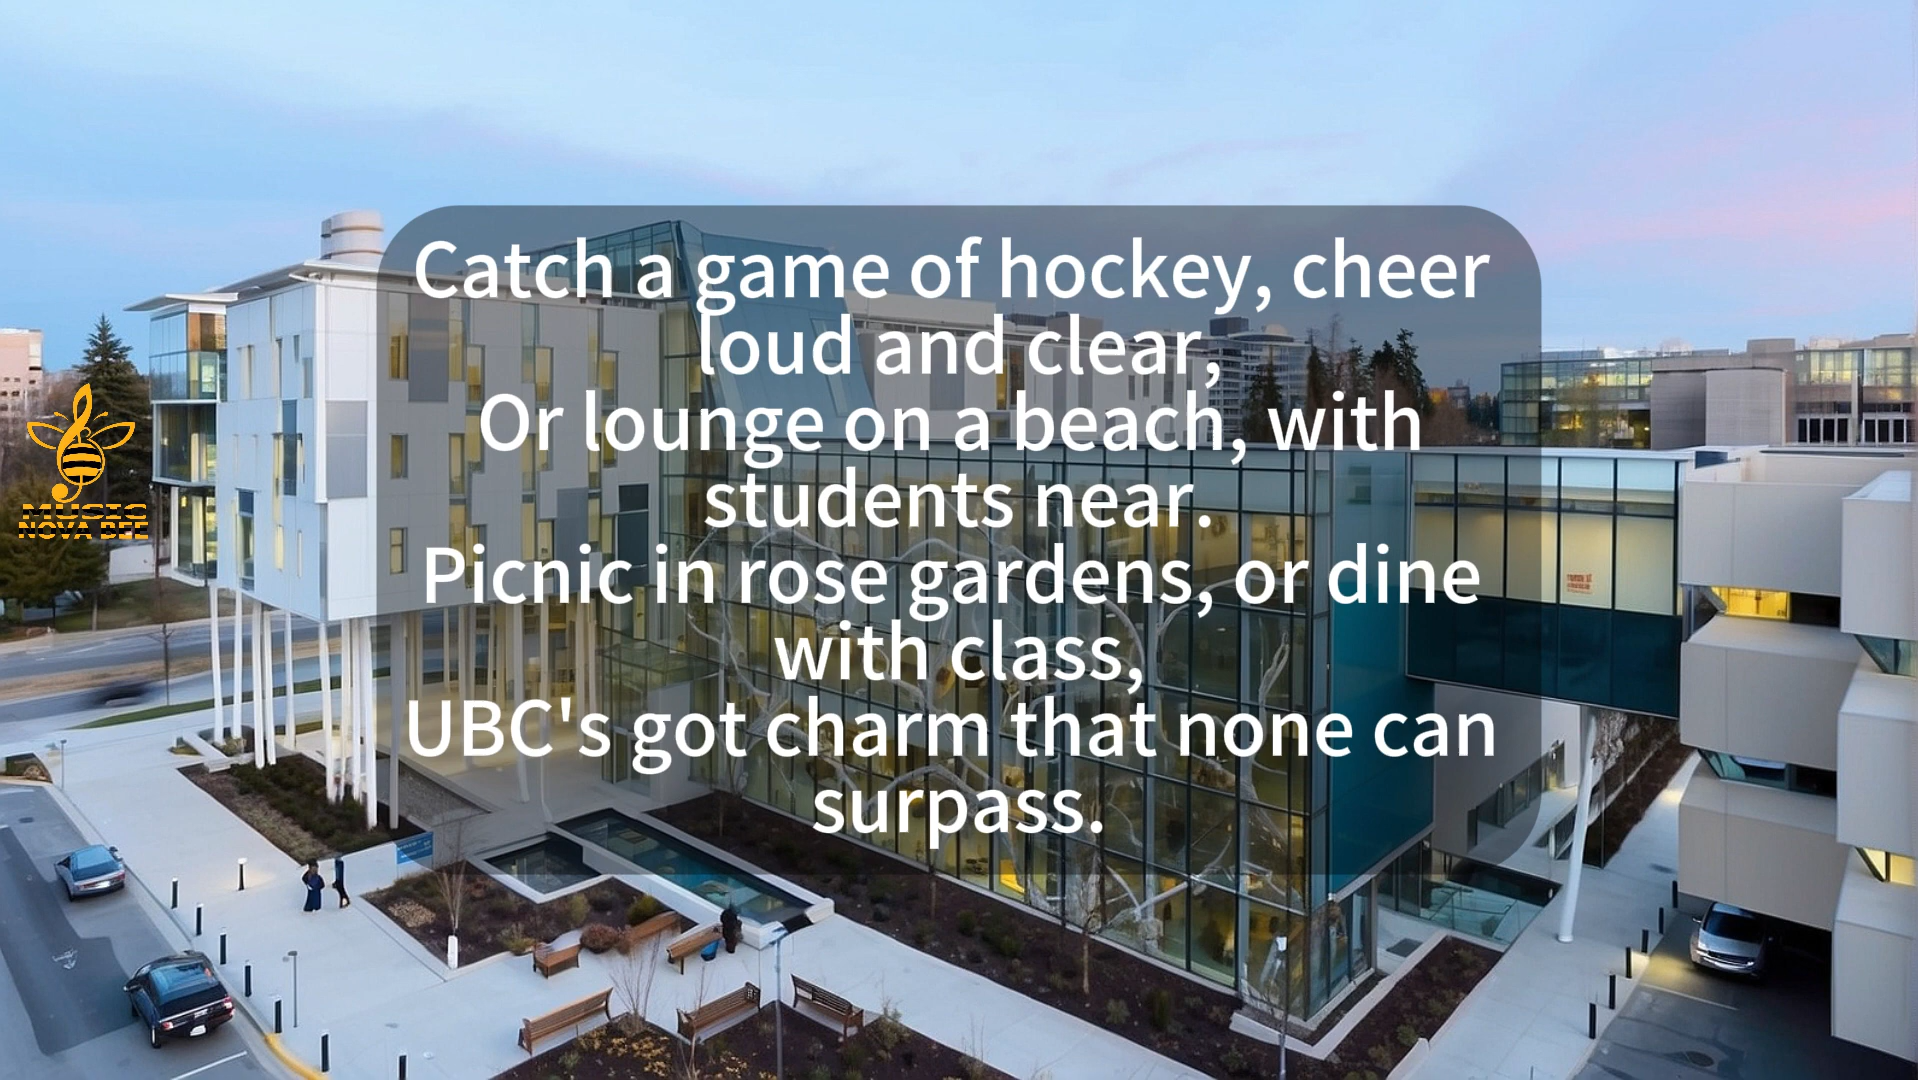 Catch a game of hockey, cheer
loud and clear,
Or lounge on a beach, with
students near.
Picnic in rose gardens, or dine
with class,
UBC's got charm that none can
surpass.
MUSIC
NOVA BEE